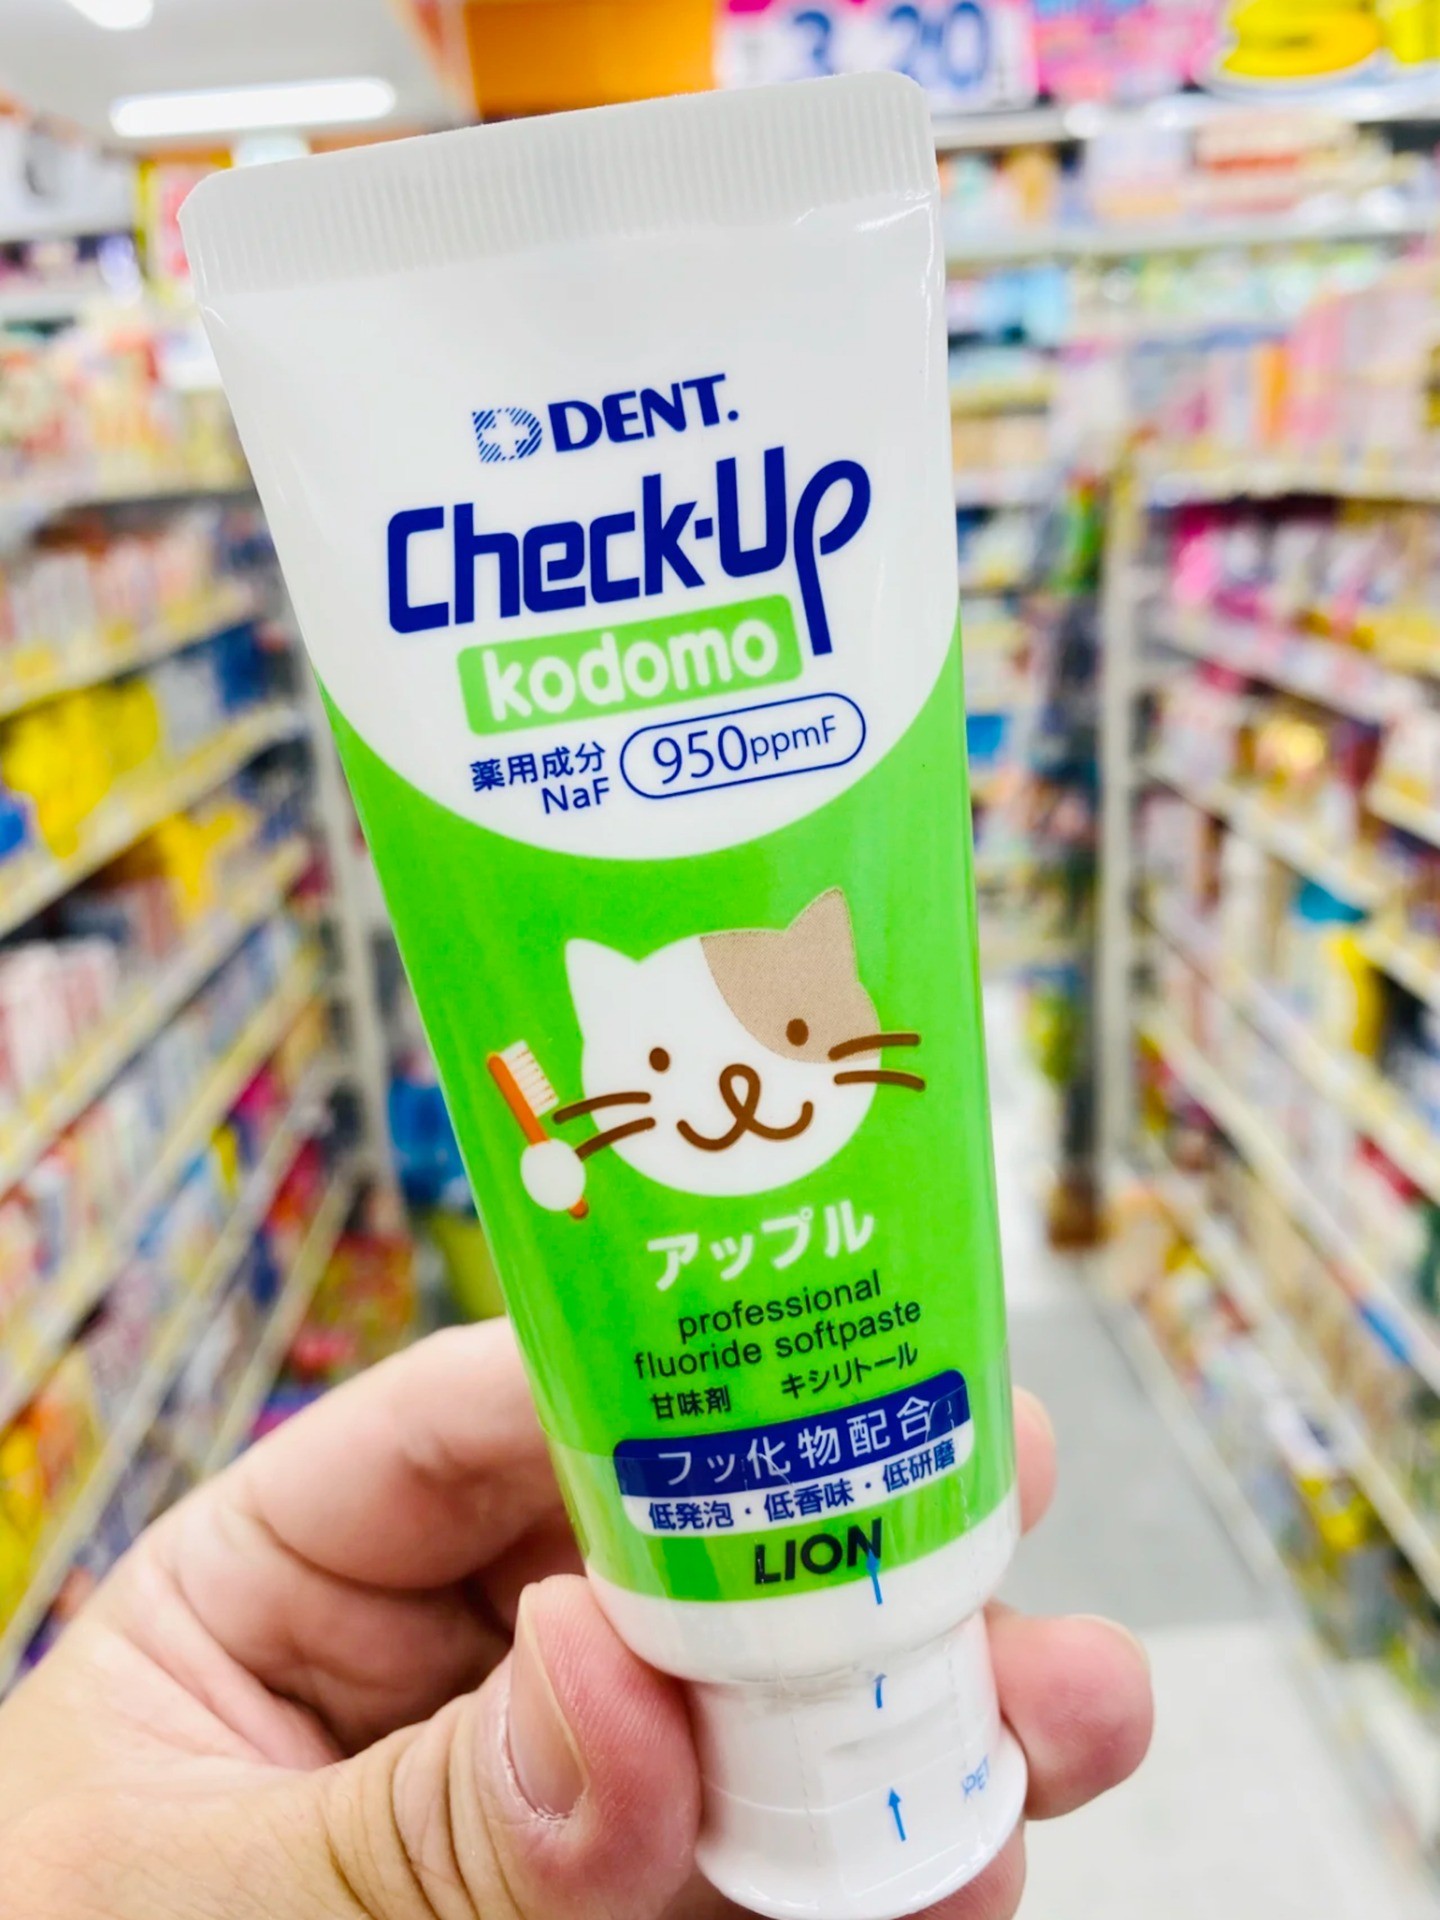 320
DENT.
Check-Up
kodomo
薬用成分
NaF
950ppmF
アップル
professional
fluoride softpaste
甘味剤 キシリトール
フッ化物配合
低発泡・低香味・低研磨
LION
PET